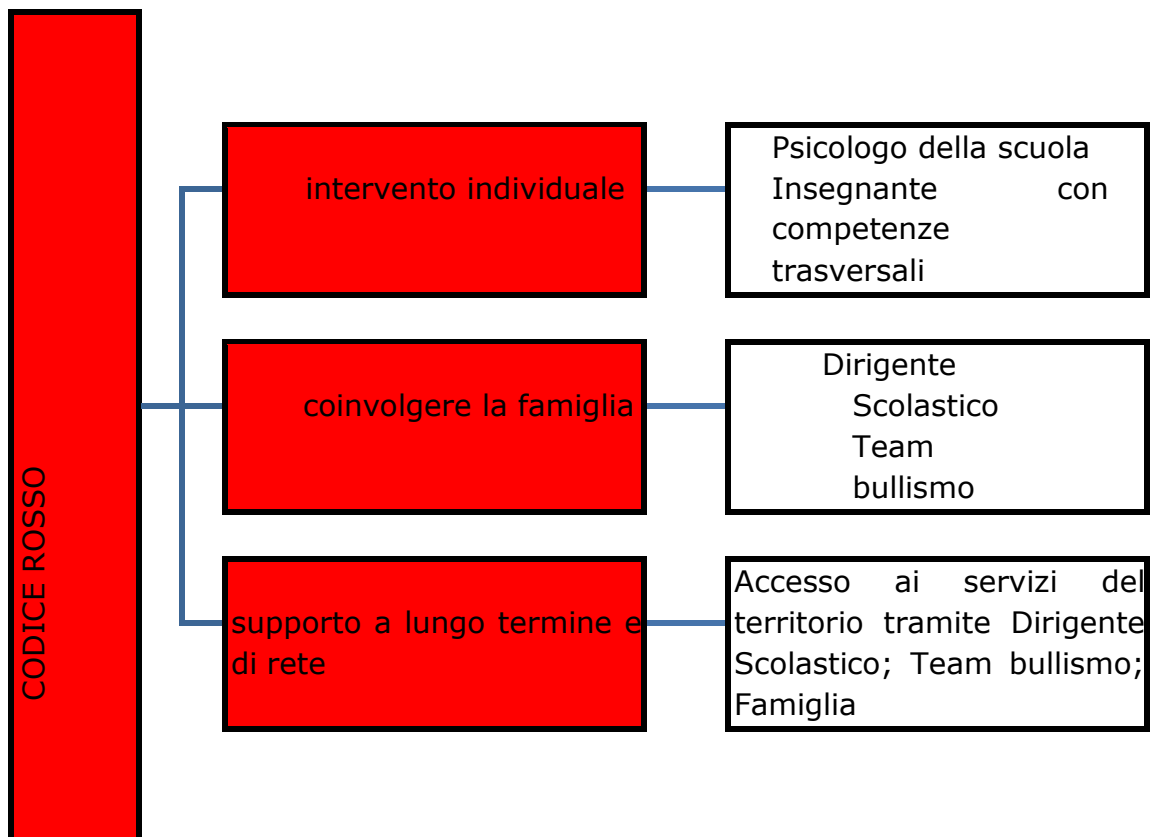 CODICE ROSSO
intervento individuale
Psicologo della scuola
Insegnante con
competenze
trasversali
coinvolgere la famiglia
Dirigente
Scolastico
Team
bullismo
supporto a lungo termine e
di rete
Accesso ai servizi del
territorio tramite Dirigente
Scolastico; Team bullismo;
Famiglia